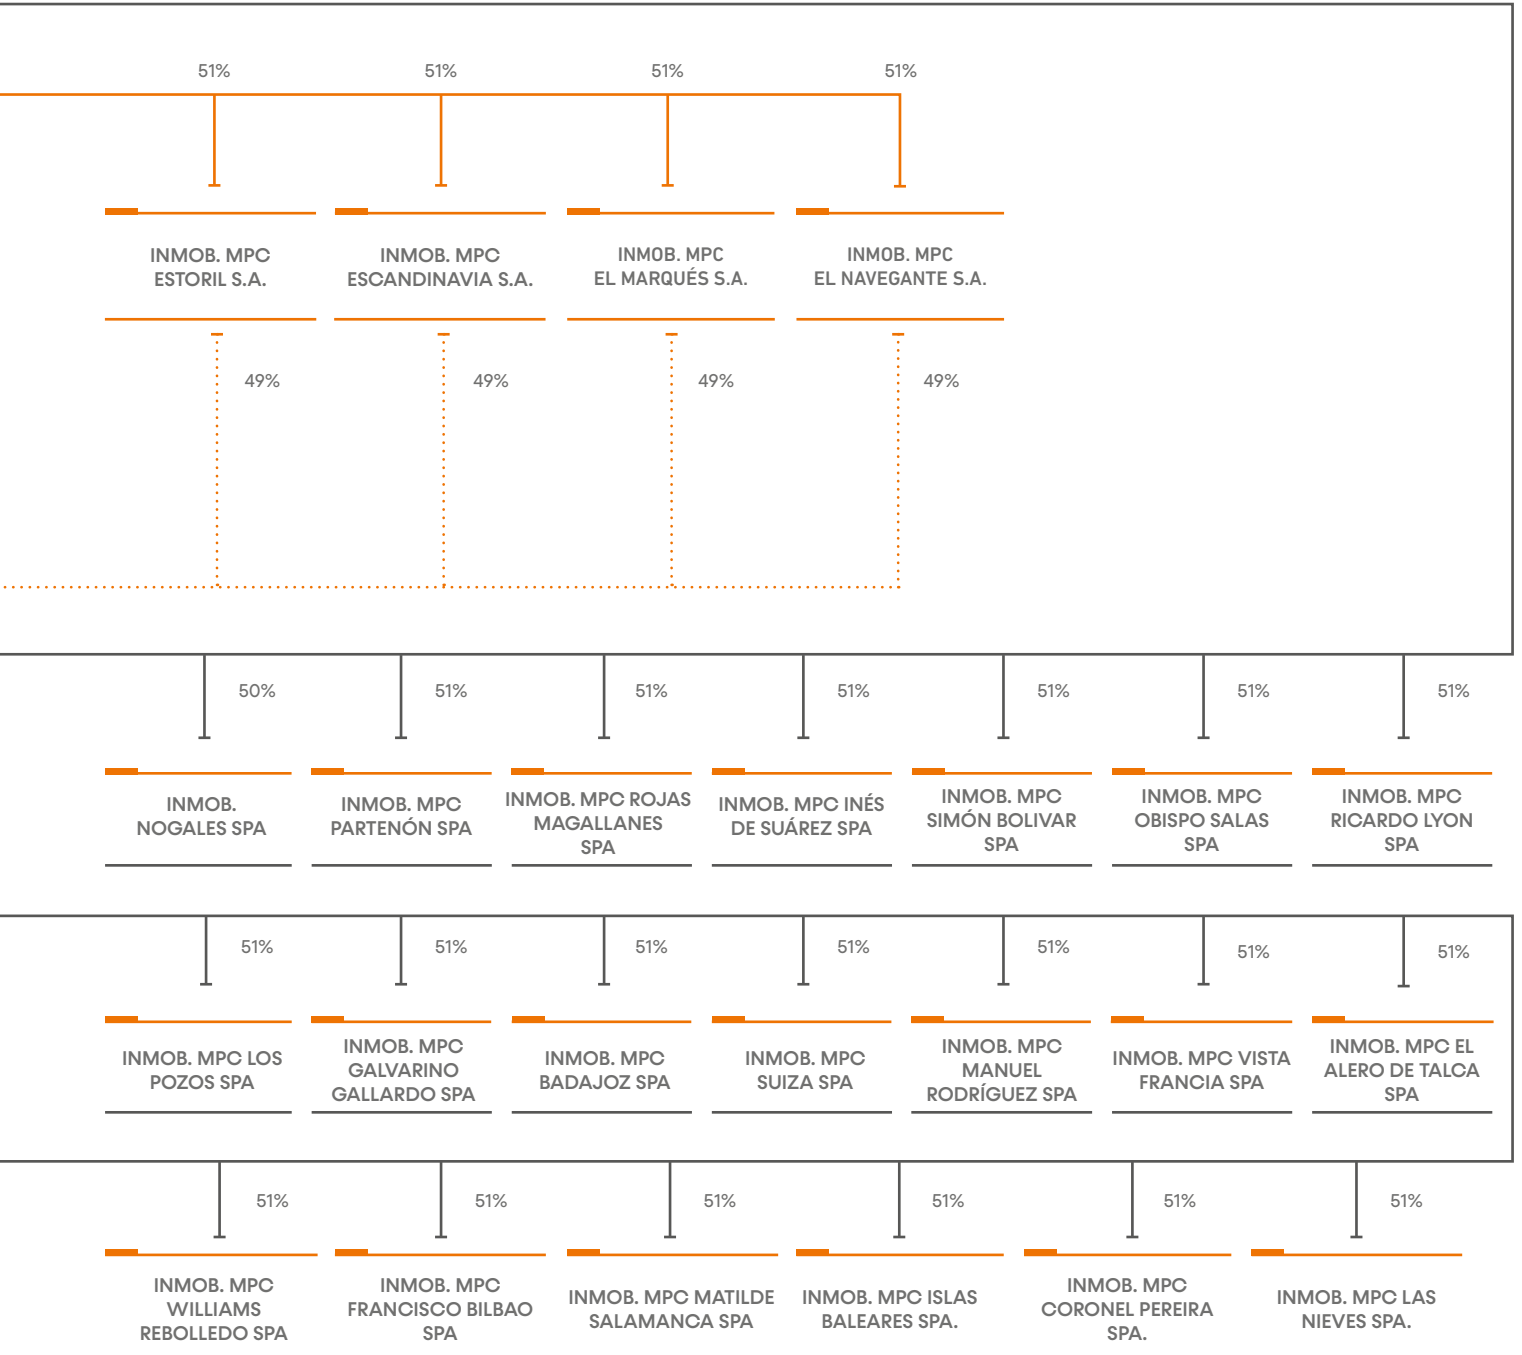 51% 51% 51% 51%
INMOB. MPC
ESTORIL S.A.
INMOB. MPC
ESCANDINAVIA S.A.
INMOB. MPC
EL MARQUÉS S.A.
INMOB. MPC
EL NAVEGANTE S.A.
49% 49% 49% 49%
50% 51% 51% 51% 51% 51% 51%
INMOB.
NOGALES SPA
INMOB. MPC
PARTENÓN SPA
INMOB. MPC ROJAS
MAGALLANES
SPA
INMOB. MPC INÉS
DE SUÁREZ SPA
INMOB. MPC
SIMÓN BOLIVAR
SPA
INMOB. MPC
OBISPO SALAS
SPA
INMOB. MPC
RICARDO LYON
SPA
51% 51% 51% 51% 51% 51% 51%
INMOB. MPC LOS
POZOS SPA
INMOB. MPC
GALVARINO
GALLARDO SPA
INMOB. MPC
BADAJOZ SPA
INMOB. MPC
SUIZA SPA
INMOB. MPC
MANUEL
RODRÍGUEZ SPA
INMOB. MPC VISTA
FRANCIA SPA
INMOB. MPC EL
ALERO DE TALCA
SPA
51% 51% 51% 51% 51% 51%
INMOB. MPC
WILLIAMS
REBOLLEDO SPA
INMOB. MPC
FRANCISCO BILBAO
SPA
INMOB. MPC MATILDE
SALAMANCA SPA
INMOB. MPC ISLAS
BALEARES SPA.
INMOB. MPC
CORONEL PEREIRA
SPA.
INMOB. MPC LAS
NIEVES SPA.